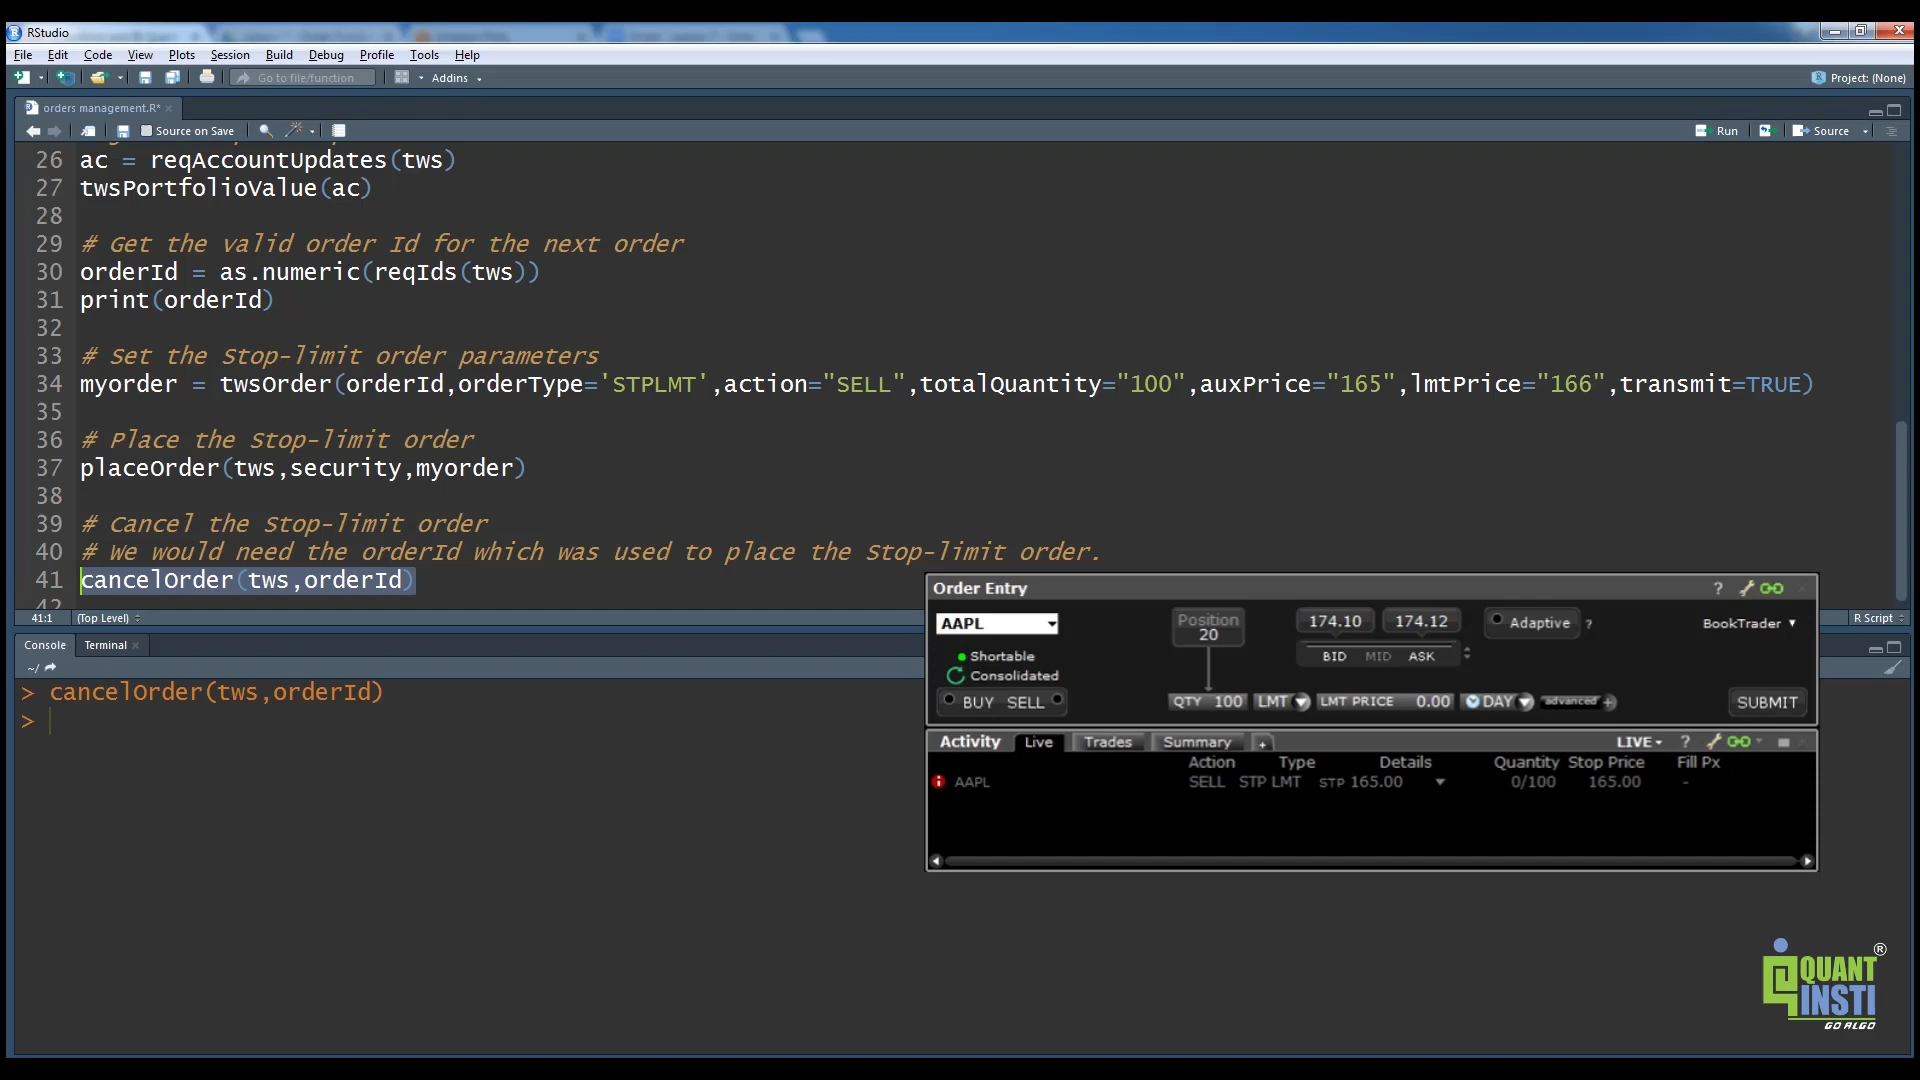 RStudio
File Edit Code View Plots Session Build Debug Profile Tools Help
Go to file/function Addins Project: (None)
orders management.R*
Source on Save Run Source
26 ac = reqAccountUpdates(tws)
27 twsPortfolioValue(ac)
28
29 # Get the valid order Id for the next order
30 orderId = as.numeric(reqIds(tws))
31 print(orderId)
32
33 # Set the Stop-limit order parameters
34 myorder = twsOrder(orderId,orderType='STPLMT',action="SELL",totalQuantity="100",auxPrice="165",lmtPrice="166",transmit=TRUE)
35
36 # Place the Stop-limit order
37 placeOrder(tws,security,myorder)
38
39 # Cancel the Stop-limit order
40 # We would need the orderId which was used to place the Stop-limit order.
41 cancelOrder(tws,orderId)
42
41:1 (Top Level) R Script
Console Terminal
~/
> cancelOrder(tws,orderId)
>
Order Entry ?
AAPL Position 20 174.10 174.12 Adaptive ? BookTrader
Shortable BID MID ASK
Consolidated
BUY SELL QTY 100 LMT LMT PRICE 0.00 DAY advanced + SUBMIT
Activity Live Trades Summary + LIVE ?
Action Type Details Quantity Stop Price Fill Px
AAPL SELL STP LMT STP 165.00 0/100 165.00 -
QUANT
INSTI
GO ALGO
®